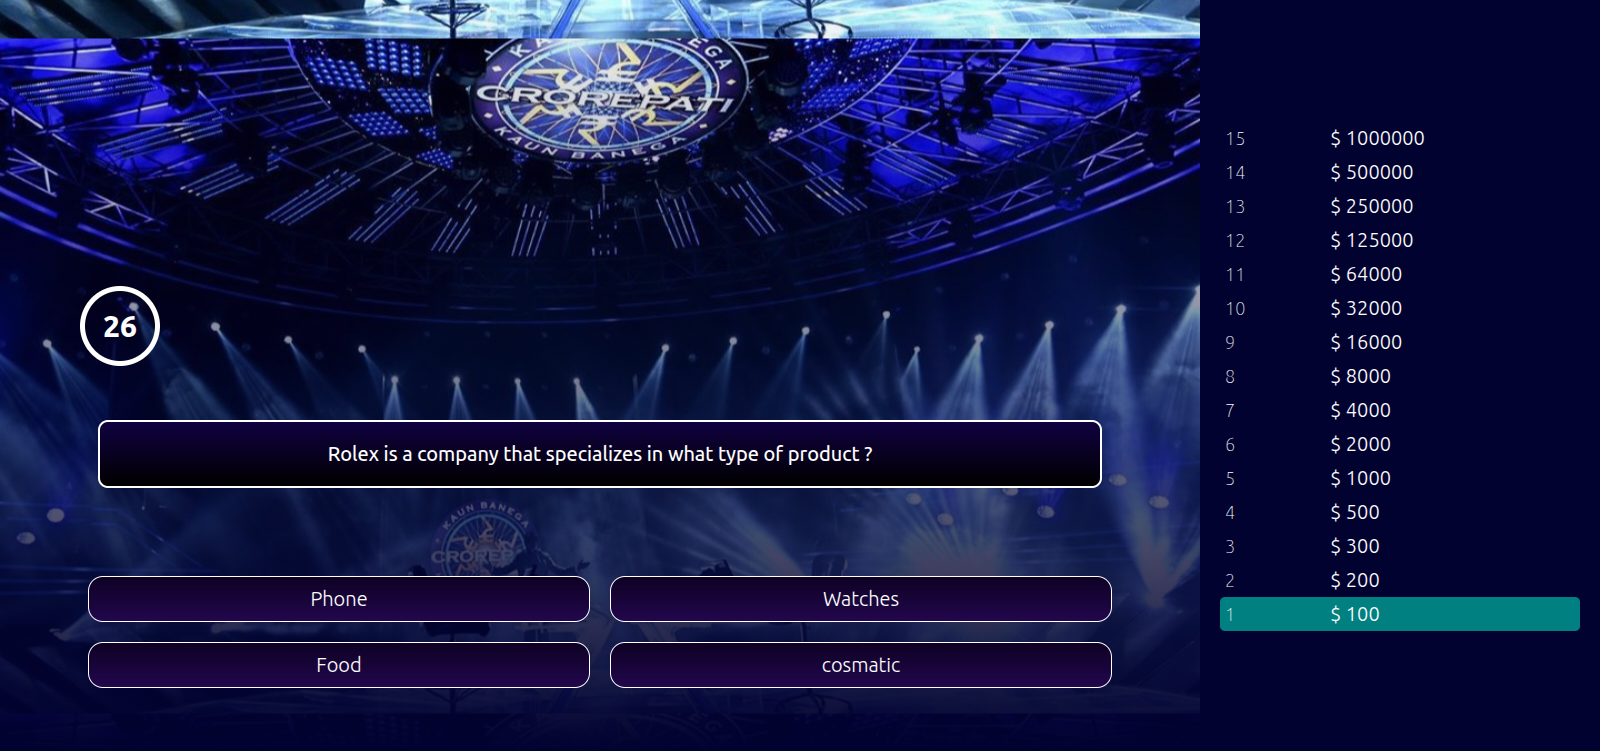 KAUN BANEGA
CROREPATI
KAUN BANEGA
26
Rolex is a company that specializes in what type of product ?
KAUN BANEGA
Phone
Watches
Food
cosmatic
15 $ 1000000
14 $ 500000
13 $ 250000
12 $ 125000
11 $ 64000
10 $ 32000
9 $ 16000
8 $ 8000
7 $ 4000
6 $ 2000
5 $ 1000
4 $ 500
3 $ 300
2 $ 200
1 $ 100